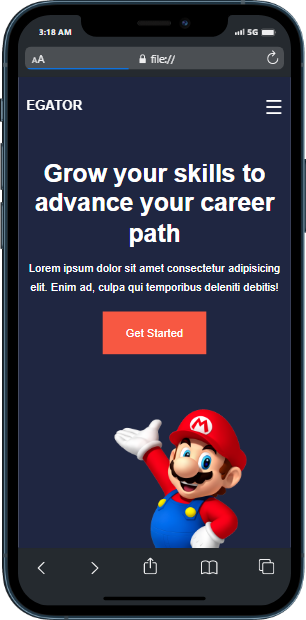 3:18 AM
5G
AA
file://
EGATOR
Grow your skills to
advance your career
path
Lorem ipsum dolor sit amet consectetur adipisicing
elit. Enim ad, culpa qui temporibus deleniti debitis!
Get Started
M